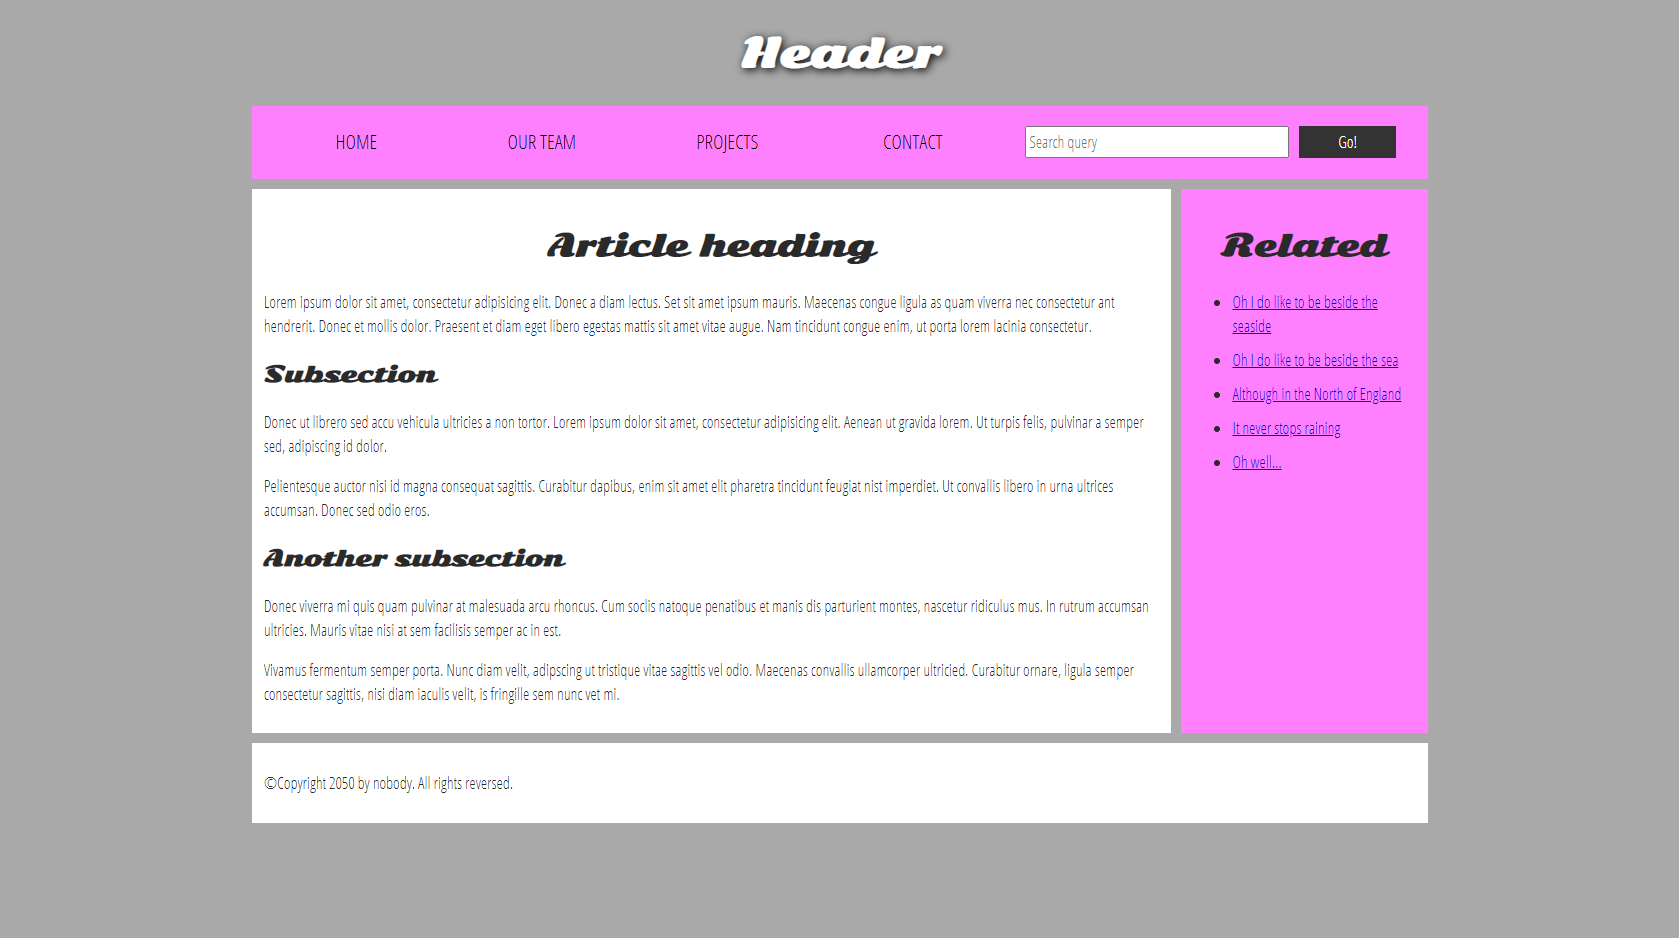 Header
HOME OUR TEAM PROJECTS CONTACT Search query Go!
Article heading
Lorem ipsum dolor sit amet, consectetur adipisicing elit. Donec a diam lectus. Set sit amet ipsum mauris. Maecenas congue ligula as quam viverra nec consectetur ant
hendrerit. Donec et mollis dolor. Praesent et diam eget libero egestas mattis sit amet vitae augue. Nam tincidunt congue enim, ut porta lorem lacinia consectetur.
Subsection
Donec ut librero sed accu vehicula ultricies a non tortor. Lorem ipsum dolor sit amet, consectetur adipisicing elit. Aenean ut gravida lorem. Ut turpis felis, pulvinar a semper
sed, adipiscing id dolor.
Pelientesque auctor nisi id magna consequat sagittis. Curabitur dapibus, enim sit amet elit pharetra tincidunt feugiat nist imperdiet. Ut convallis libero in urna ultrices
accumsan. Donec sed odio eros.
Another subsection
Donec viverra mi quis quam pulvinar at malesuada arcu rhoncus. Cum soclis natoque penatibus et manis dis parturient montes, nascetur ridiculus mus. In rutrum accumsan
ultricies. Mauris vitae nisi at sem facilisis semper ac in est.
Vivamus fermentum semper porta. Nunc diam velit, adipscing ut tristique vitae sagittis vel odio. Maecenas convallis ullamcorper ultricied. Curabitur ornare, ligula semper
consectetur sagittis, nisi diam iaculis velit, is fringille sem nunc vet mi.
Related
Oh I do like to be beside the
seaside
Oh I do like to be beside the sea
Although in the North of England
It never stops raining
Oh well...
©Copyright 2050 by nobody. All rights reversed.